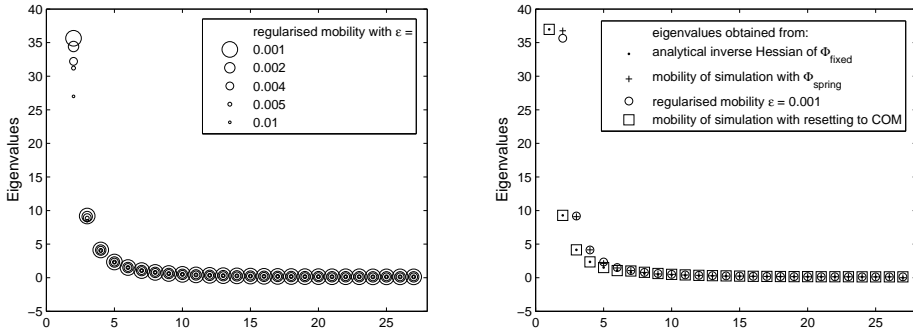 40
35
30
25
20
15
10
5
0
−5
0 5 10 15 20 25
Eigenvalues
regularised mobility with ε =
0.001
0.002
0.004
0.005
0.01
40
35
30
25
20
15
10
5
0
−5
0 5 10 15 20 25
Eigenvalues
eigenvalues obtained from:
analytical inverse Hessian of Φfixed
mobility of simulation with Φspring
regularised mobility ε = 0.001
mobility of simulation with resetting to COM